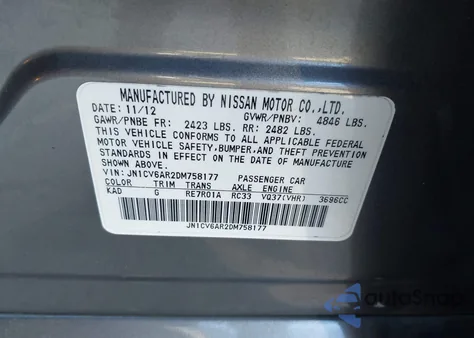 MANUFACTURED BY NISSAN MOTOR CO.,LTD.
DATE: 11/12 GVWR/PNBV: 4846 LBS.
GAWR/PNBE FR: 2423 LBS. RR: 2482 LBS.
THIS VEHICLE CONFORMS TO ALL APPLICABLE FEDERAL
MOTOR VEHICLE SAFETY, BUMPER, AND THEFT PREVENTION
STANDARDS IN EFFECT ON THE DATE OF MANUFACTURE
SHOWN ABOVE.
VIN: JN1CV6AR2DM758177 PASSENGER CAR
COLOR TRIM TRANS AXLE ENGINE
KAD G RE7R01A RC33 VQ37(VHR) 3696CC
JN1CV6AR2DM758177